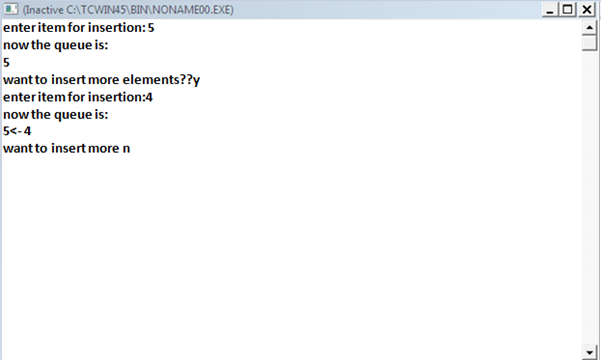 (Inactive C:\TCWIN45\BIN\NONAME00.EXE)
enter item for insertion: 5
now the queue is:
5
want to insert more elements??y
enter item for insertion:4
now the queue is:
5<- 4
want to insert more n